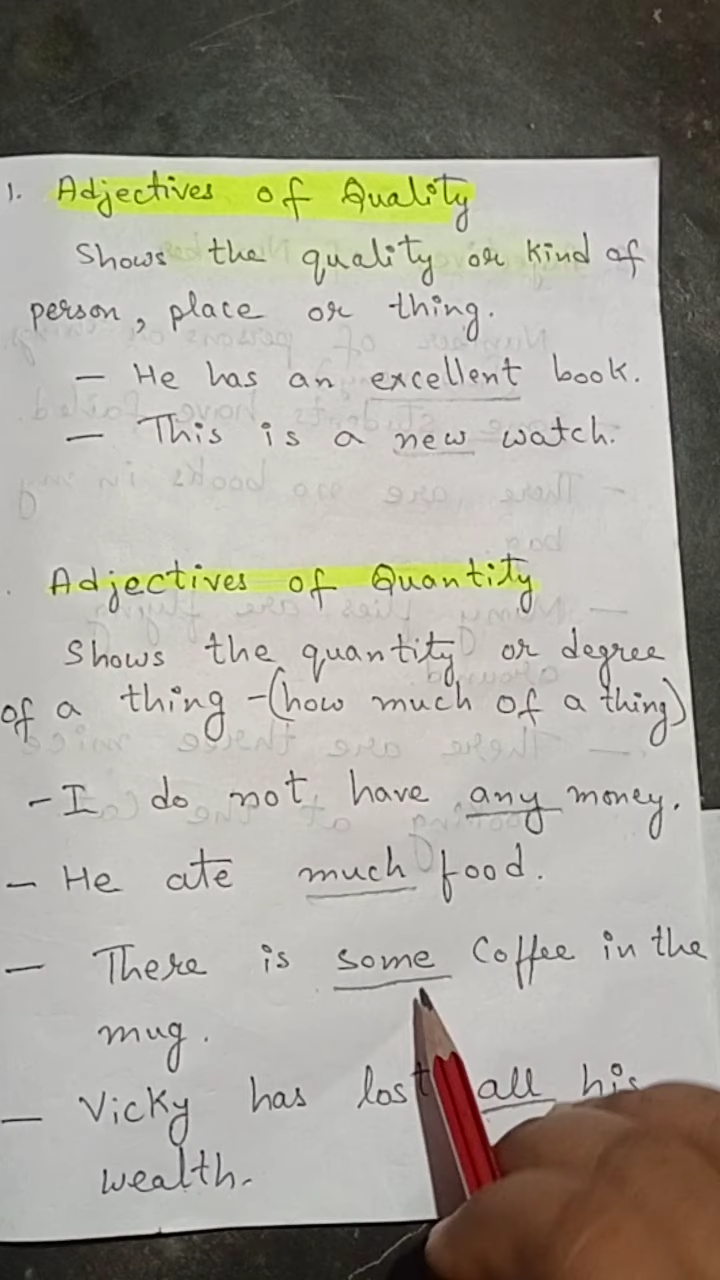 1. Adjectives of Quality
Shows the quality or kind of
person, place or thing.
— He has an excellent book.
— This is a new watch.
. Adjectives of Quantity
Shows the quantity or degree
of a thing - (how much of a thing)
- I do not have any money.
— He ate much food.
— There is some Coffee in the
mug.
— Vicky has lost all his
wealth.